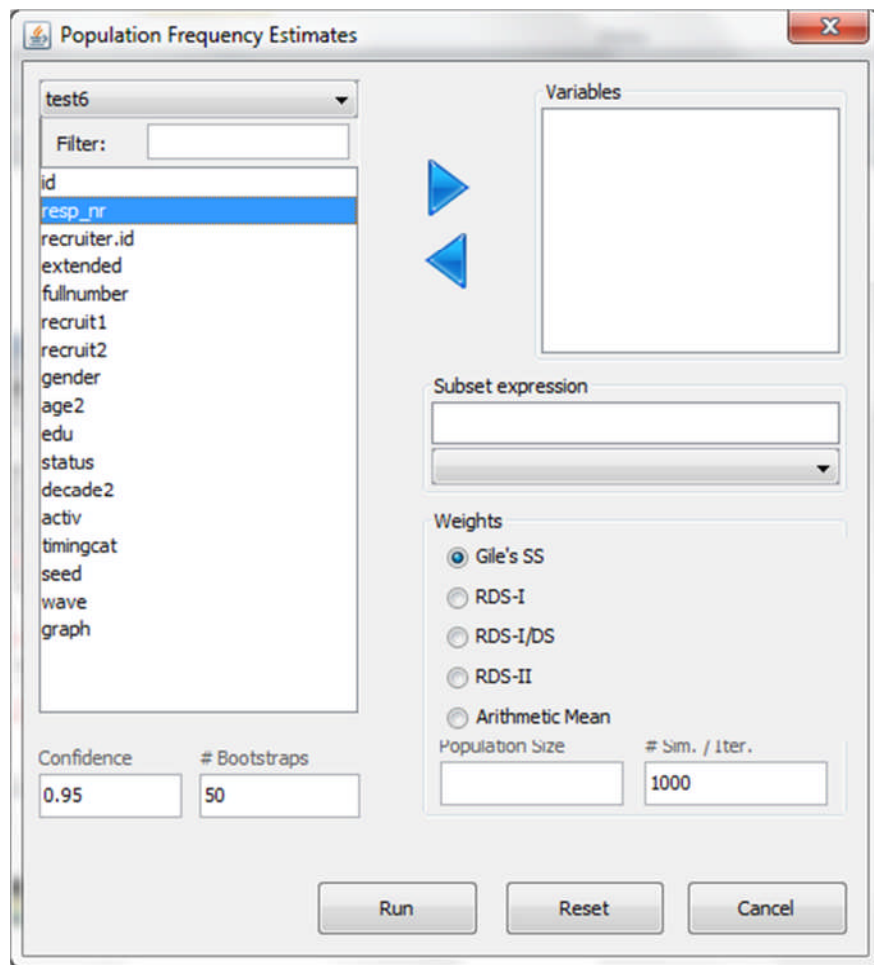 Population Frequency Estimates
test6
Filter:
id
resp_nr
recruiter.id
extended
fullnumber
recruit1
recruit2
gender
age2
edu
status
decade2
activ
timingcat
seed
wave
graph
Confidence
# Bootstraps
0.95
50
Variables
Subset expression
Weights
Gile's SS
RDS-I
RDS-I/DS
RDS-II
Arithmetic Mean
Population Size
# Sim. / Iter.
1000
Run
Reset
Cancel